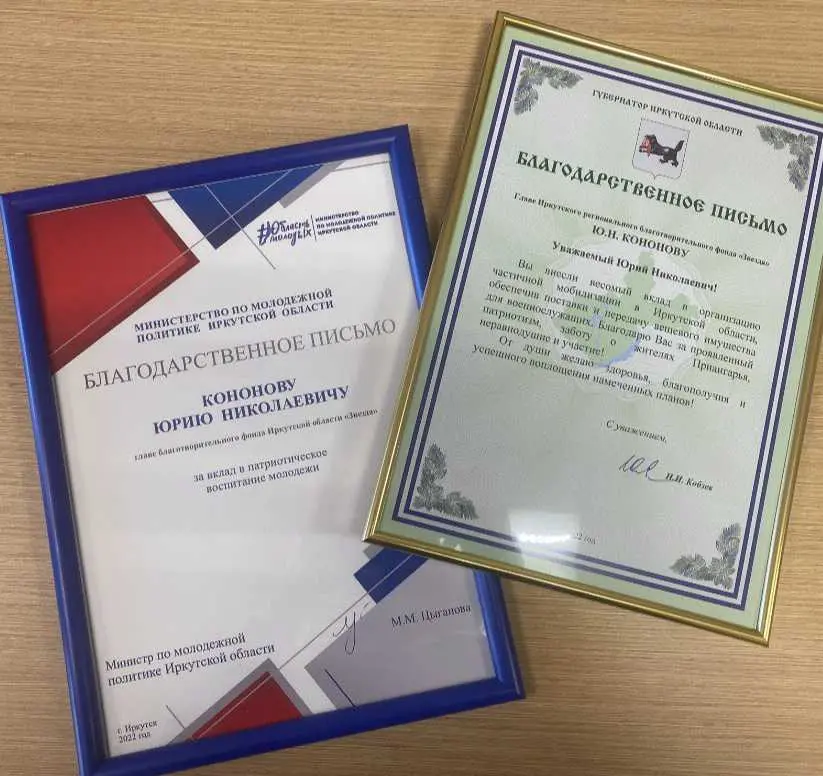 #Область молодых
МИНИСТЕРСТВО
ПО МОЛОДЕЖНОЙ ПОЛИТИКЕ
ИРКУТСКОЙ ОБЛАСТИ
МИНИСТЕРСТВО ПО МОЛОДЕЖНОЙ
ПОЛИТИКЕ ИРКУТСКОЙ ОБЛАСТИ
БЛАГОДАРСТВЕННОЕ ПИСЬМО
КОНОНОВУ
ЮРИЮ НИКОЛАЕВИЧУ
главе благотворительного фонда Иркутской области «Звезда»
за вклад в патриотическое
воспитание молодежи
Министр по молодежной
политике Иркутской области
М.М. Цыганова
г. Иркутск
2022 год
ГУБЕРНАТОР ИРКУТСКОЙ ОБЛАСТИ
БЛАГОДАРСТВЕННОЕ ПИСЬМО
Главе Иркутского регионального благотворительного фонда «Звезда»
Ю.Н. КОНОНОВУ
Уважаемый Юрий Николаевич!
Вы внесли весомый вклад в организацию
частичной мобилизации в Иркутской области,
обеспечив поставку и передачу вещевого имущества
для военнослужащих. Благодарю Вас за проявленный
патриотизм, заботу о жителях Приангарья,
неравнодушие и участие!
От души желаю здоровья, благополучия и
успешного воплощения намеченных планов!
С уважением,
И.И. Кобзев
22 год